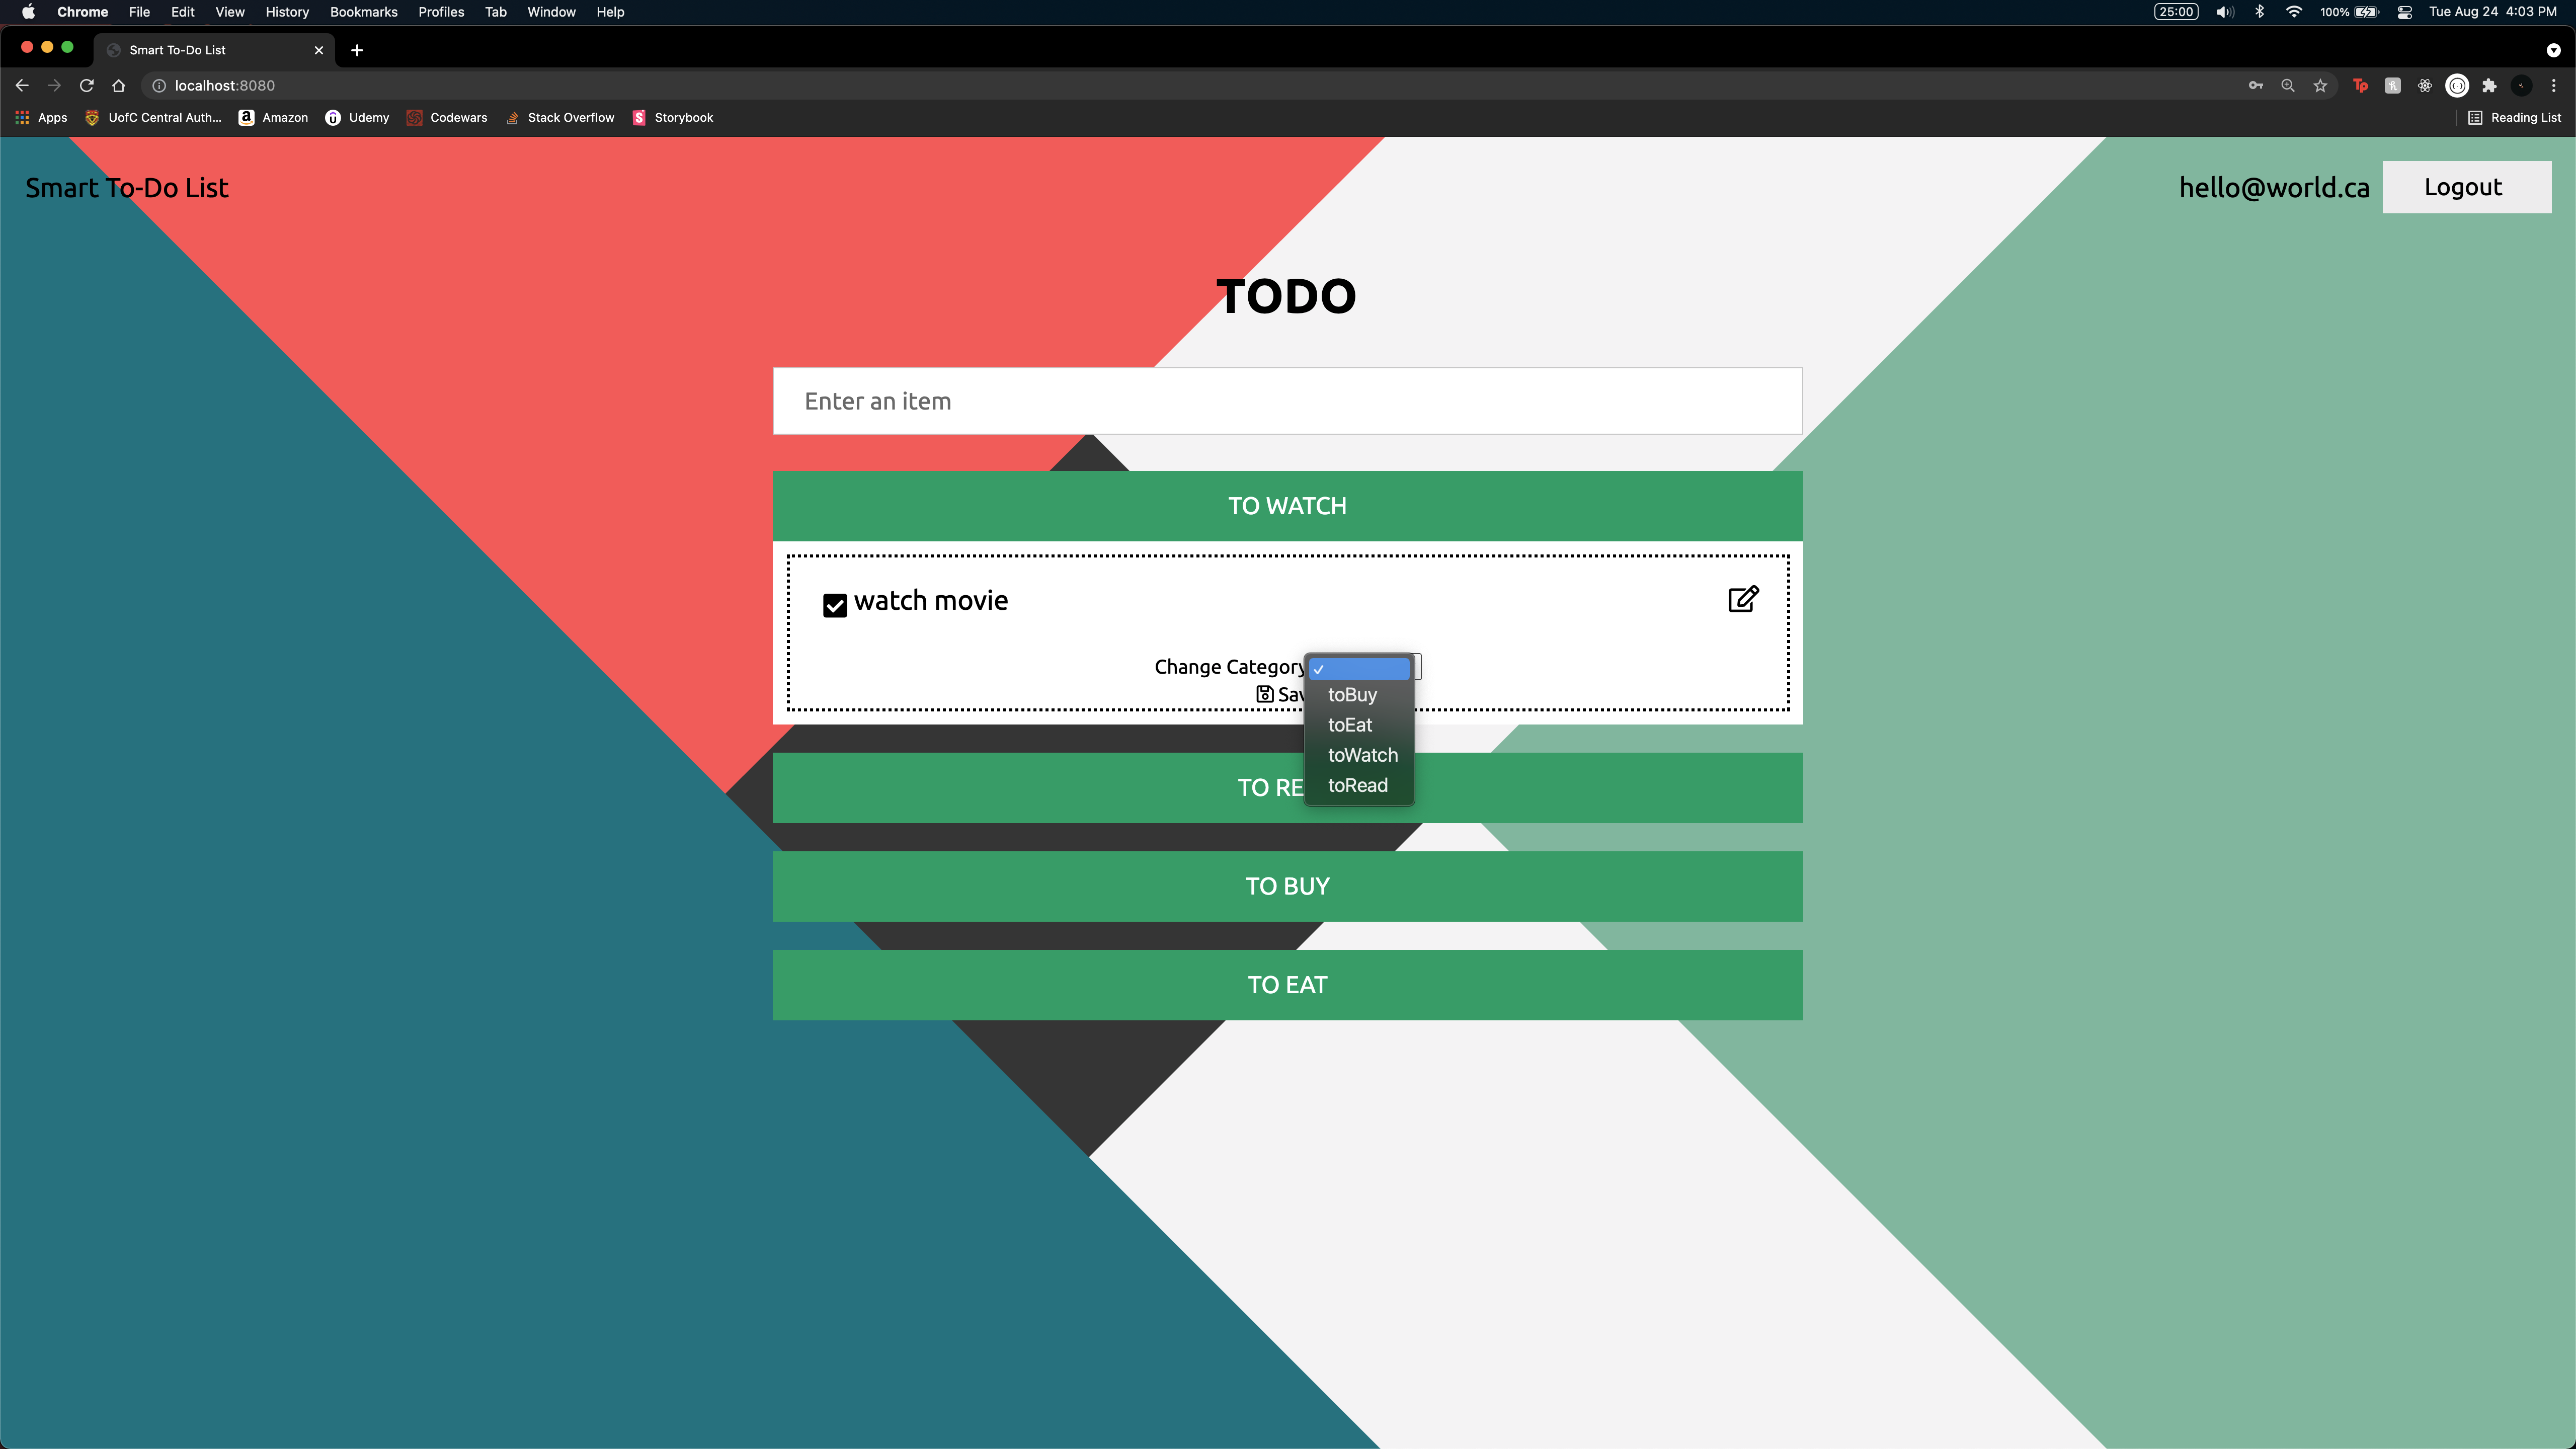 Chrome File Edit View History Bookmarks Profiles Tab Window Help 25:00 100% Tue Aug 24 4:03 PM
Smart To-Do List
localhost:8080
Apps UofC Central Auth... Amazon Udemy Codewars Stack Overflow Storybook Reading List
Smart To-Do List hello@world.ca Logout
TODO
Enter an item
TO WATCH
watch movie
Change Category
Sav
toBuy
toEat
toWatch
toRead
TO RE
TO BUY
TO EAT